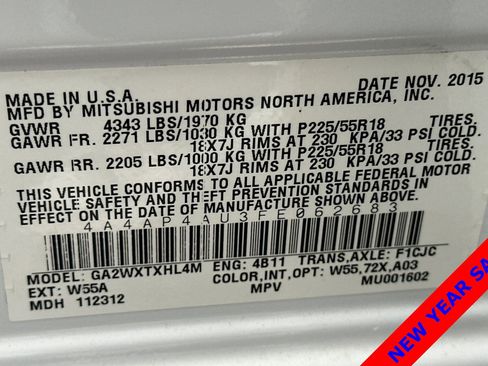 MADE IN U.S.A. DATE NOV. 2015
MFD BY MITSUBISHI MOTORS NORTH AMERICA, INC.
GVWR 4343 LBS/1970 KG
GAWR FR. 2271 LBS/1030 KG WITH P225/55R18 TIRES.
18X7J RIMS AT 230 KPA/33 PSI COLD.
GAWR RR. 2205 LBS/1000 KG WITH P225/55R18 TIRES.
18X7J RIMS AT 230 KPA/33 PSI COLD.
THIS VEHICLE CONFORMS TO ALL APPLICABLE FEDERAL MOTOR
VEHICLE SAFETY AND THEFT PREVENTION STANDARDS IN
EFFECT ON THE DATE OF MANUFACTURE SHOWN ABOVE.
4A4AP4AU3FE062683
MODEL: GA2WXTXHL4M ENG: 4B11 TRANS,AXLE: F1CJC
EXT: W55A COLOR,INT,OPT: W55,72X,A03
MDH 112312 MPV MU001602
NEW YEAR SA